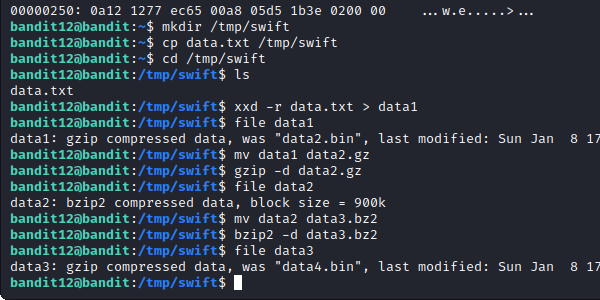 00000250: 0a12 1277 ec65 00a8 05d5 1b3e 0200 00     ...w.e.....>...
bandit12@bandit:~$ mkdir /tmp/swift
bandit12@bandit:~$ cp data.txt /tmp/swift
bandit12@bandit:~$ cd /tmp/swift
bandit12@bandit:/tmp/swift$ ls
data.txt
bandit12@bandit:/tmp/swift$ xxd -r data.txt > data1
bandit12@bandit:/tmp/swift$ file data1
data1: gzip compressed data, was "data2.bin", last modified: Sun Jan  8 17
bandit12@bandit:/tmp/swift$ mv data1 data2.gz
bandit12@bandit:/tmp/swift$ gzip -d data2.gz
bandit12@bandit:/tmp/swift$ file data2
data2: bzip2 compressed data, block size = 900k
bandit12@bandit:/tmp/swift$ mv data2 data3.bz2
bandit12@bandit:/tmp/swift$ bzip2 -d data3.bz2
bandit12@bandit:/tmp/swift$ file data3
data3: gzip compressed data, was "data4.bin", last modified: Sun Jan  8 17
bandit12@bandit:/tmp/swift$